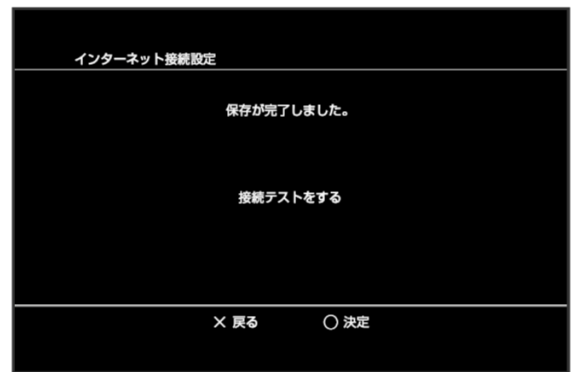 インターネット接続設定
保存が完了しました。
接続テストをする
× 戻る ○ 決定